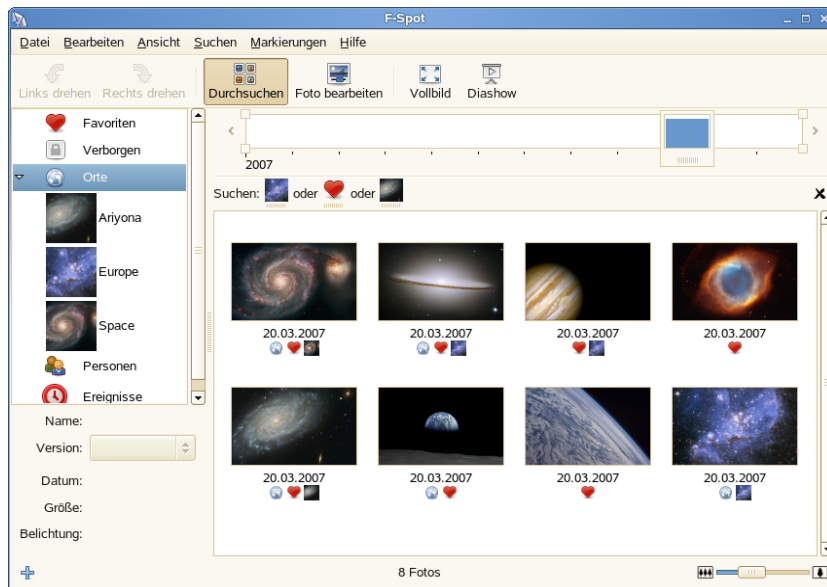 F-Spot
Datei Bearbeiten Ansicht Suchen Markierungen Hilfe
Links drehen Rechts drehen Durchsuchen Foto bearbeiten Vollbild Diashow
Favoriten
Verborgen
Orte
Ariyona
Europe
Space
Personen
Ereignisse
Name:
Version:
Datum:
Größe:
Belichtung:
2007
Suchen: oder oder
20.03.2007 20.03.2007 20.03.2007 20.03.2007
20.03.2007 20.03.2007 20.03.2007 20.03.2007
8 Fotos